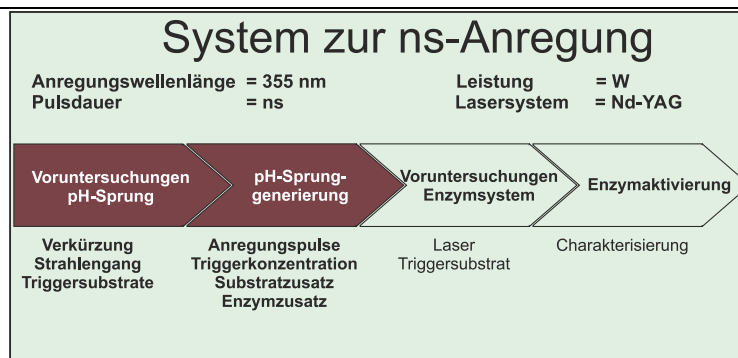 System zur ns-Anregung
Anregungswellenlänge = 355 nm
Pulsdauer = ns
Leistung = W
Lasersystem = Nd-YAG
Voruntersuchungen
pH-Sprung
pH-Sprung-
generierung
Voruntersuchungen
Enzymsystem
Enzymaktivierung
Verkürzung
Strahlengang
Triggersubstrate
Anregungspulse
Triggerkonzentration
Substratzusatz
Enzymzusatz
Laser
Triggersubstrat
Charakterisierung